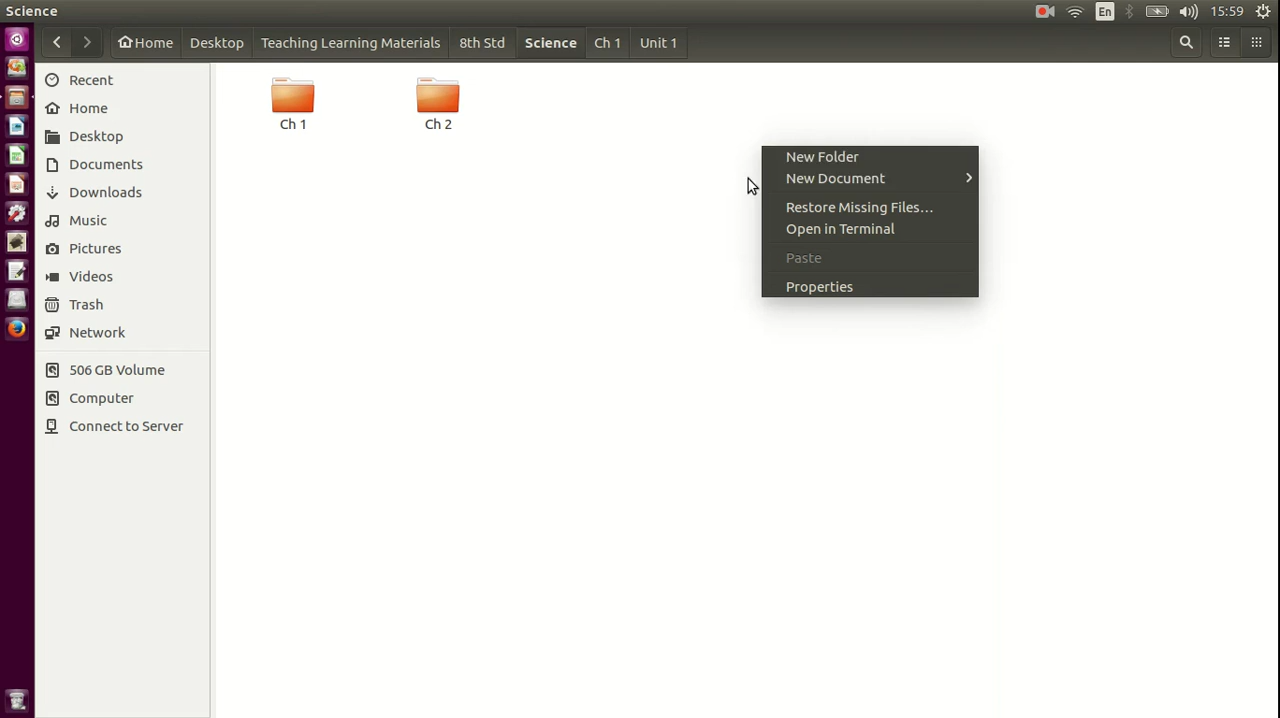 Science
En
15:59
Home
Desktop
Teaching Learning Materials
8th Std
Science
Ch 1
Unit 1
Recent
Home
Desktop
Documents
Downloads
Music
Pictures
Videos
Trash
Network
506 GB Volume
Computer
Connect to Server
Ch 1
Ch 2
New Folder
New Document
Restore Missing Files…
Open in Terminal
Paste
Properties